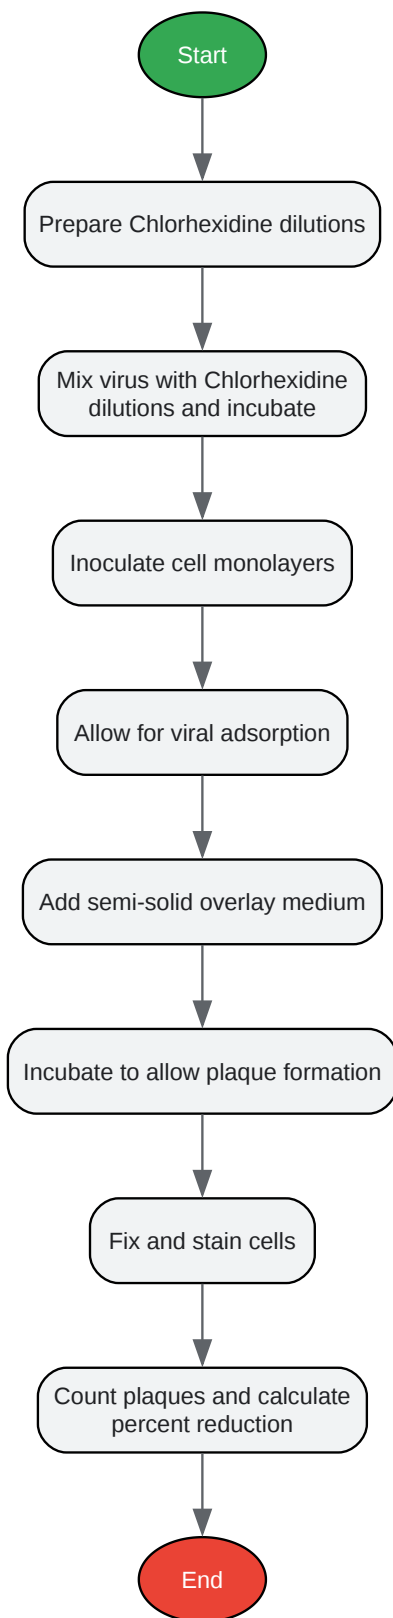 Start
Prepare Chlorhexidine dilutions
Mix virus with Chlorhexidine
dilutions and incubate
Inoculate cell monolayers
Allow for viral adsorption
Add semi-solid overlay medium
Incubate to allow plaque formation
Fix and stain cells
Count plaques and calculate
percent reduction
End